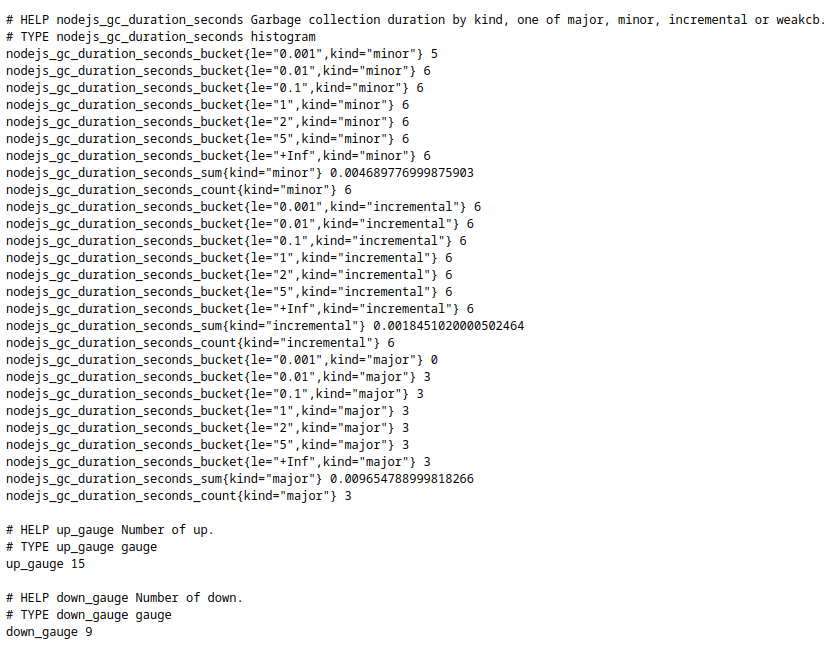 # HELP nodejs_gc_duration_seconds Garbage collection duration by kind, one of major, minor, incremental or weakcb.
# TYPE nodejs_gc_duration_seconds histogram
nodejs_gc_duration_seconds_bucket{le="0.001",kind="minor"} 5
nodejs_gc_duration_seconds_bucket{le="0.01",kind="minor"} 6
nodejs_gc_duration_seconds_bucket{le="0.1",kind="minor"} 6
nodejs_gc_duration_seconds_bucket{le="1",kind="minor"} 6
nodejs_gc_duration_seconds_bucket{le="2",kind="minor"} 6
nodejs_gc_duration_seconds_bucket{le="5",kind="minor"} 6
nodejs_gc_duration_seconds_bucket{le="+Inf",kind="minor"} 6
nodejs_gc_duration_seconds_sum{kind="minor"} 0.004689776999875903
nodejs_gc_duration_seconds_count{kind="minor"} 6
nodejs_gc_duration_seconds_bucket{le="0.001",kind="incremental"} 6
nodejs_gc_duration_seconds_bucket{le="0.01",kind="incremental"} 6
nodejs_gc_duration_seconds_bucket{le="0.1",kind="incremental"} 6
nodejs_gc_duration_seconds_bucket{le="1",kind="incremental"} 6
nodejs_gc_duration_seconds_bucket{le="2",kind="incremental"} 6
nodejs_gc_duration_seconds_bucket{le="5",kind="incremental"} 6
nodejs_gc_duration_seconds_bucket{le="+Inf",kind="incremental"} 6
nodejs_gc_duration_seconds_sum{kind="incremental"} 0.0018451020000502464
nodejs_gc_duration_seconds_count{kind="incremental"} 6
nodejs_gc_duration_seconds_bucket{le="0.001",kind="major"} 0
nodejs_gc_duration_seconds_bucket{le="0.01",kind="major"} 3
nodejs_gc_duration_seconds_bucket{le="0.1",kind="major"} 3
nodejs_gc_duration_seconds_bucket{le="1",kind="major"} 3
nodejs_gc_duration_seconds_bucket{le="2",kind="major"} 3
nodejs_gc_duration_seconds_bucket{le="5",kind="major"} 3
nodejs_gc_duration_seconds_bucket{le="+Inf",kind="major"} 3
nodejs_gc_duration_seconds_sum{kind="major"} 0.009654788999818266
nodejs_gc_duration_seconds_count{kind="major"} 3

# HELP up_gauge Number of up.
# TYPE up_gauge gauge
up_gauge 15

# HELP down_gauge Number of down.
# TYPE down_gauge gauge
down_gauge 9